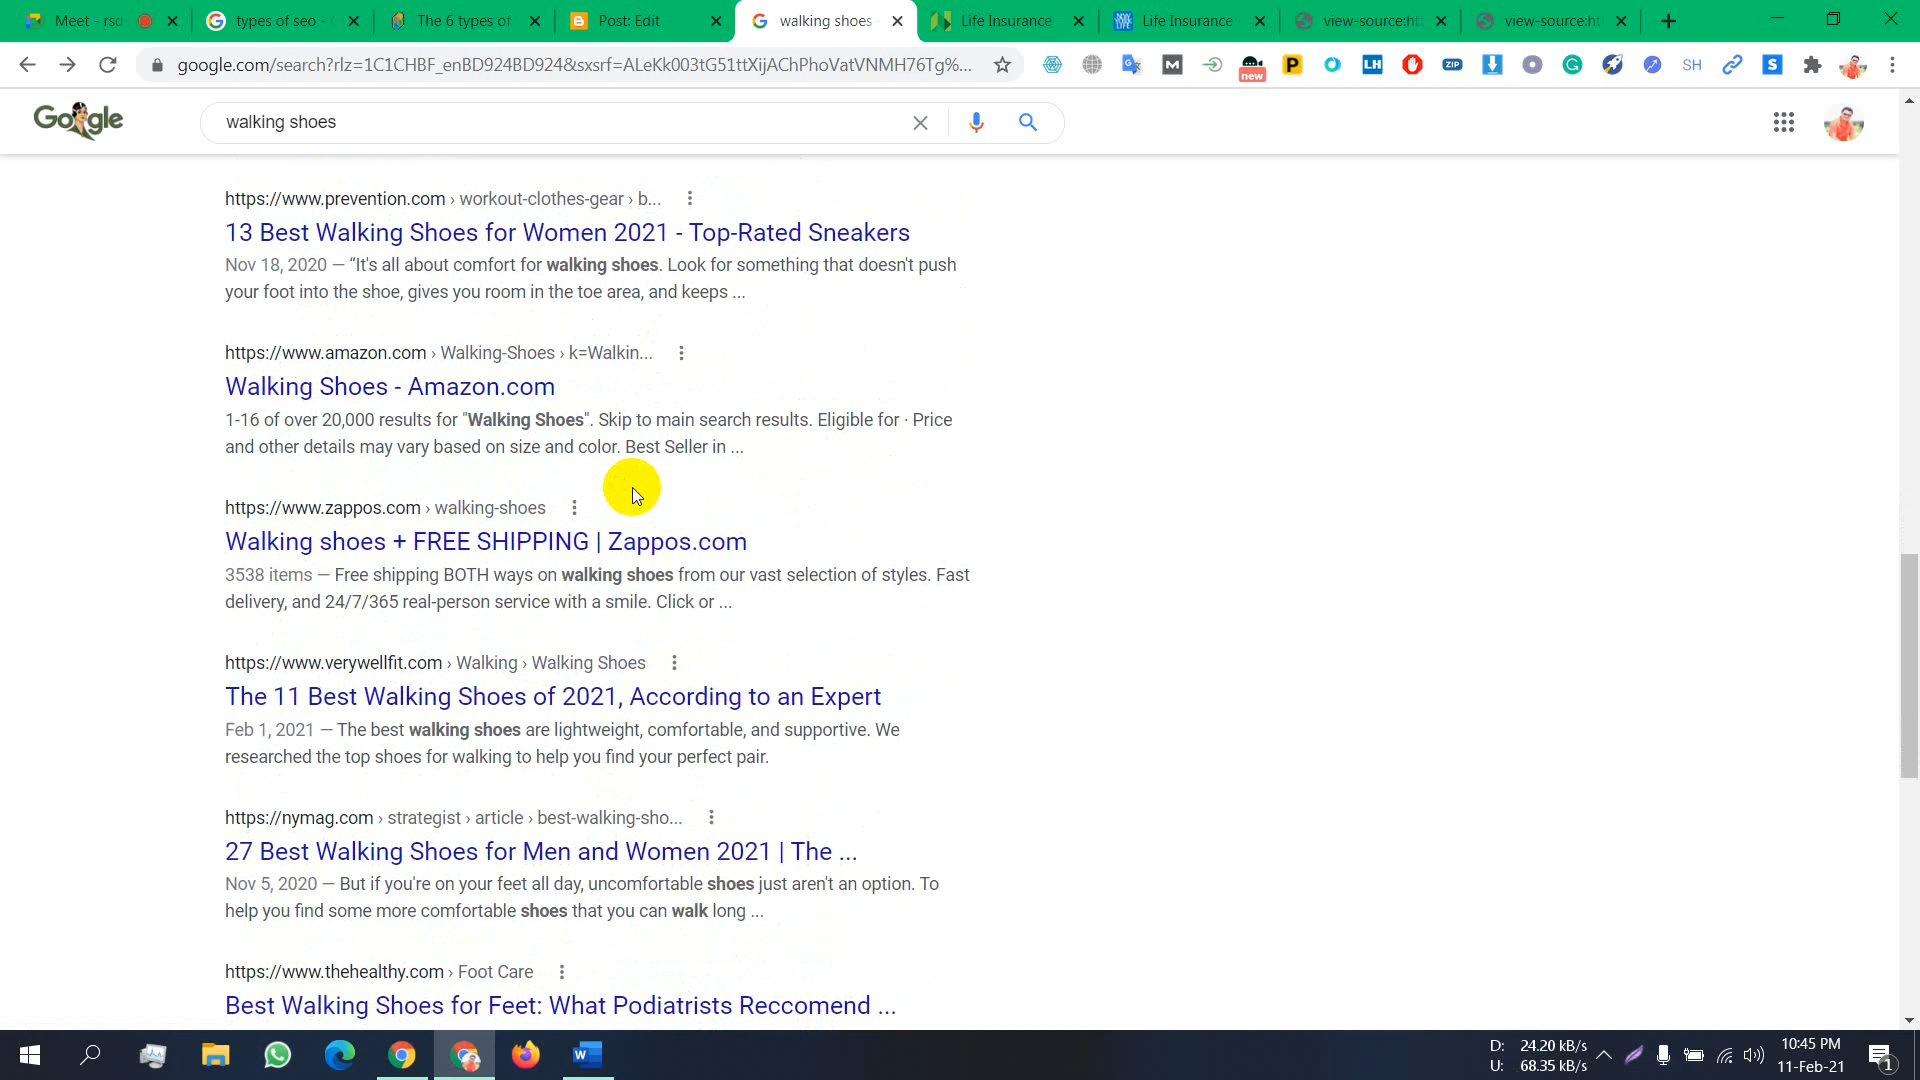 Meet - rsd
types of seo -
The 6 types of
Post: Edit
walking shoes
Life Insurance
Life Insurance
view-source:ht
view-source:ht
google.com/search?rlz=1C1CHBF_enBD924BD924&sxsrf=ALeKk003tG51ttXijAChPhoVatVNMH76Tg%...
new
LH
ZIP
SH
Google
walking shoes
https://www.prevention.com › workout-clothes-gear › b...
13 Best Walking Shoes for Women 2021 - Top-Rated Sneakers
Nov 18, 2020 — “It's all about comfort for walking shoes. Look for something that doesn't push
your foot into the shoe, gives you room in the toe area, and keeps ...
https://www.amazon.com › Walking-Shoes › k=Walkin...
Walking Shoes - Amazon.com
1-16 of over 20,000 results for "Walking Shoes". Skip to main search results. Eligible for · Price
and other details may vary based on size and color. Best Seller in ...
https://www.zappos.com › walking-shoes
Walking shoes + FREE SHIPPING | Zappos.com
3538 items — Free shipping BOTH ways on walking shoes from our vast selection of styles. Fast
delivery, and 24/7/365 real-person service with a smile. Click or ...
https://www.verywellfit.com › Walking › Walking Shoes
The 11 Best Walking Shoes of 2021, According to an Expert
Feb 1, 2021 — The best walking shoes are lightweight, comfortable, and supportive. We
researched the top shoes for walking to help you find your perfect pair.
https://nymag.com › strategist › article › best-walking-sho...
27 Best Walking Shoes for Men and Women 2021 | The ...
Nov 5, 2020 — But if you're on your feet all day, uncomfortable shoes just aren't an option. To
help you find some more comfortable shoes that you can walk long ...
https://www.thehealthy.com › Foot Care
Best Walking Shoes for Feet: What Podiatrists Reccomend ...
D: 24.20 kB/s
U: 68.35 kB/s
10:45 PM
11-Feb-21
1